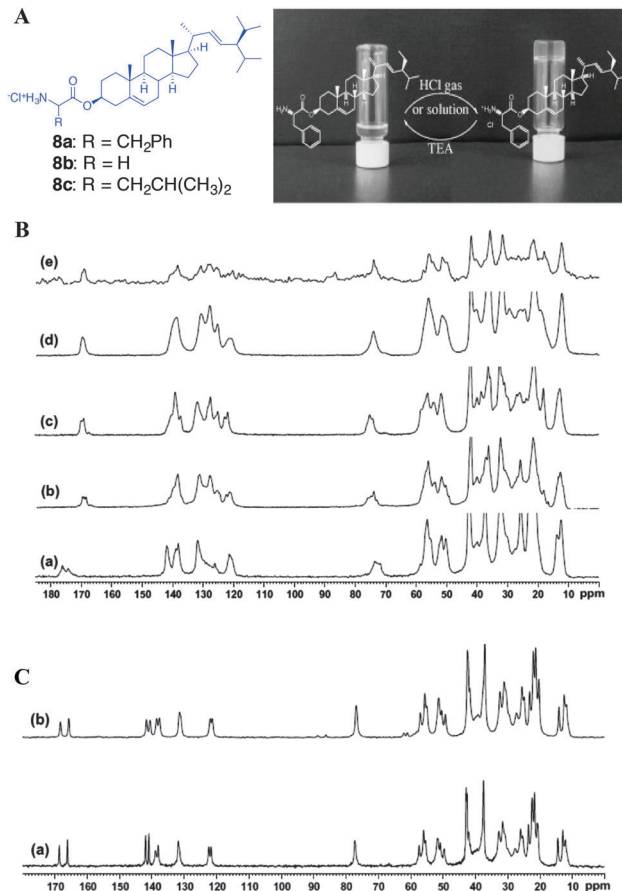 A
-Cl+H3N
R
O
O
H
H
H
H
8a: R = CH2Ph
8b: R = H
8c: R = CH2CH(CH3)2
H2N
O
O
HCl gas
or solution
TEA
+H3N
Cl
O
O
B
(e)
(d)
(c)
(b)
(a)
180 170 160 150 140 130 120 110 100 90 80 70 60 50 40 30 20 10 ppm
C
(b)
(a)
170 160 150 140 130 120 110 100 90 80 70 60 50 40 30 20 10 ppm